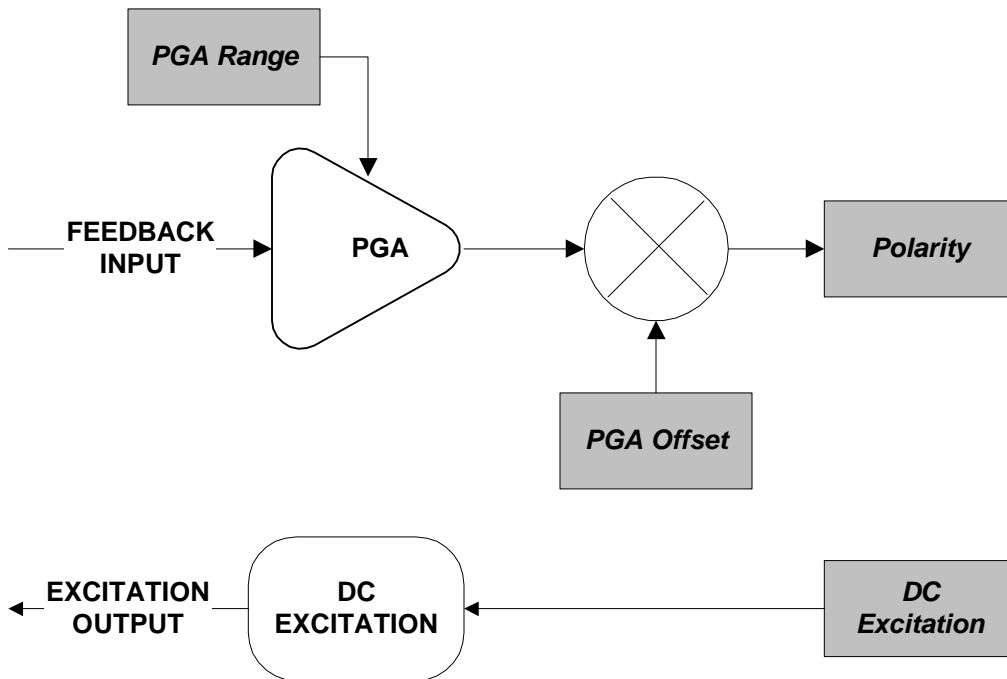 PGA Range
FEEDBACK
INPUT
PGA
Polarity
PGA Offset
EXCITATION
OUTPUT
DC
EXCITATION
DC
Excitation